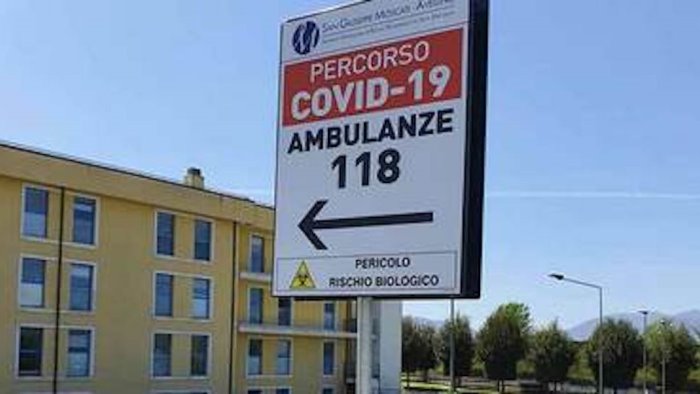 San Giuseppe Moscati - Avellino
PERCORSO
COVID-19
AMBULANZE
118
PERICOLO
RISCHIO BIOLOGICO